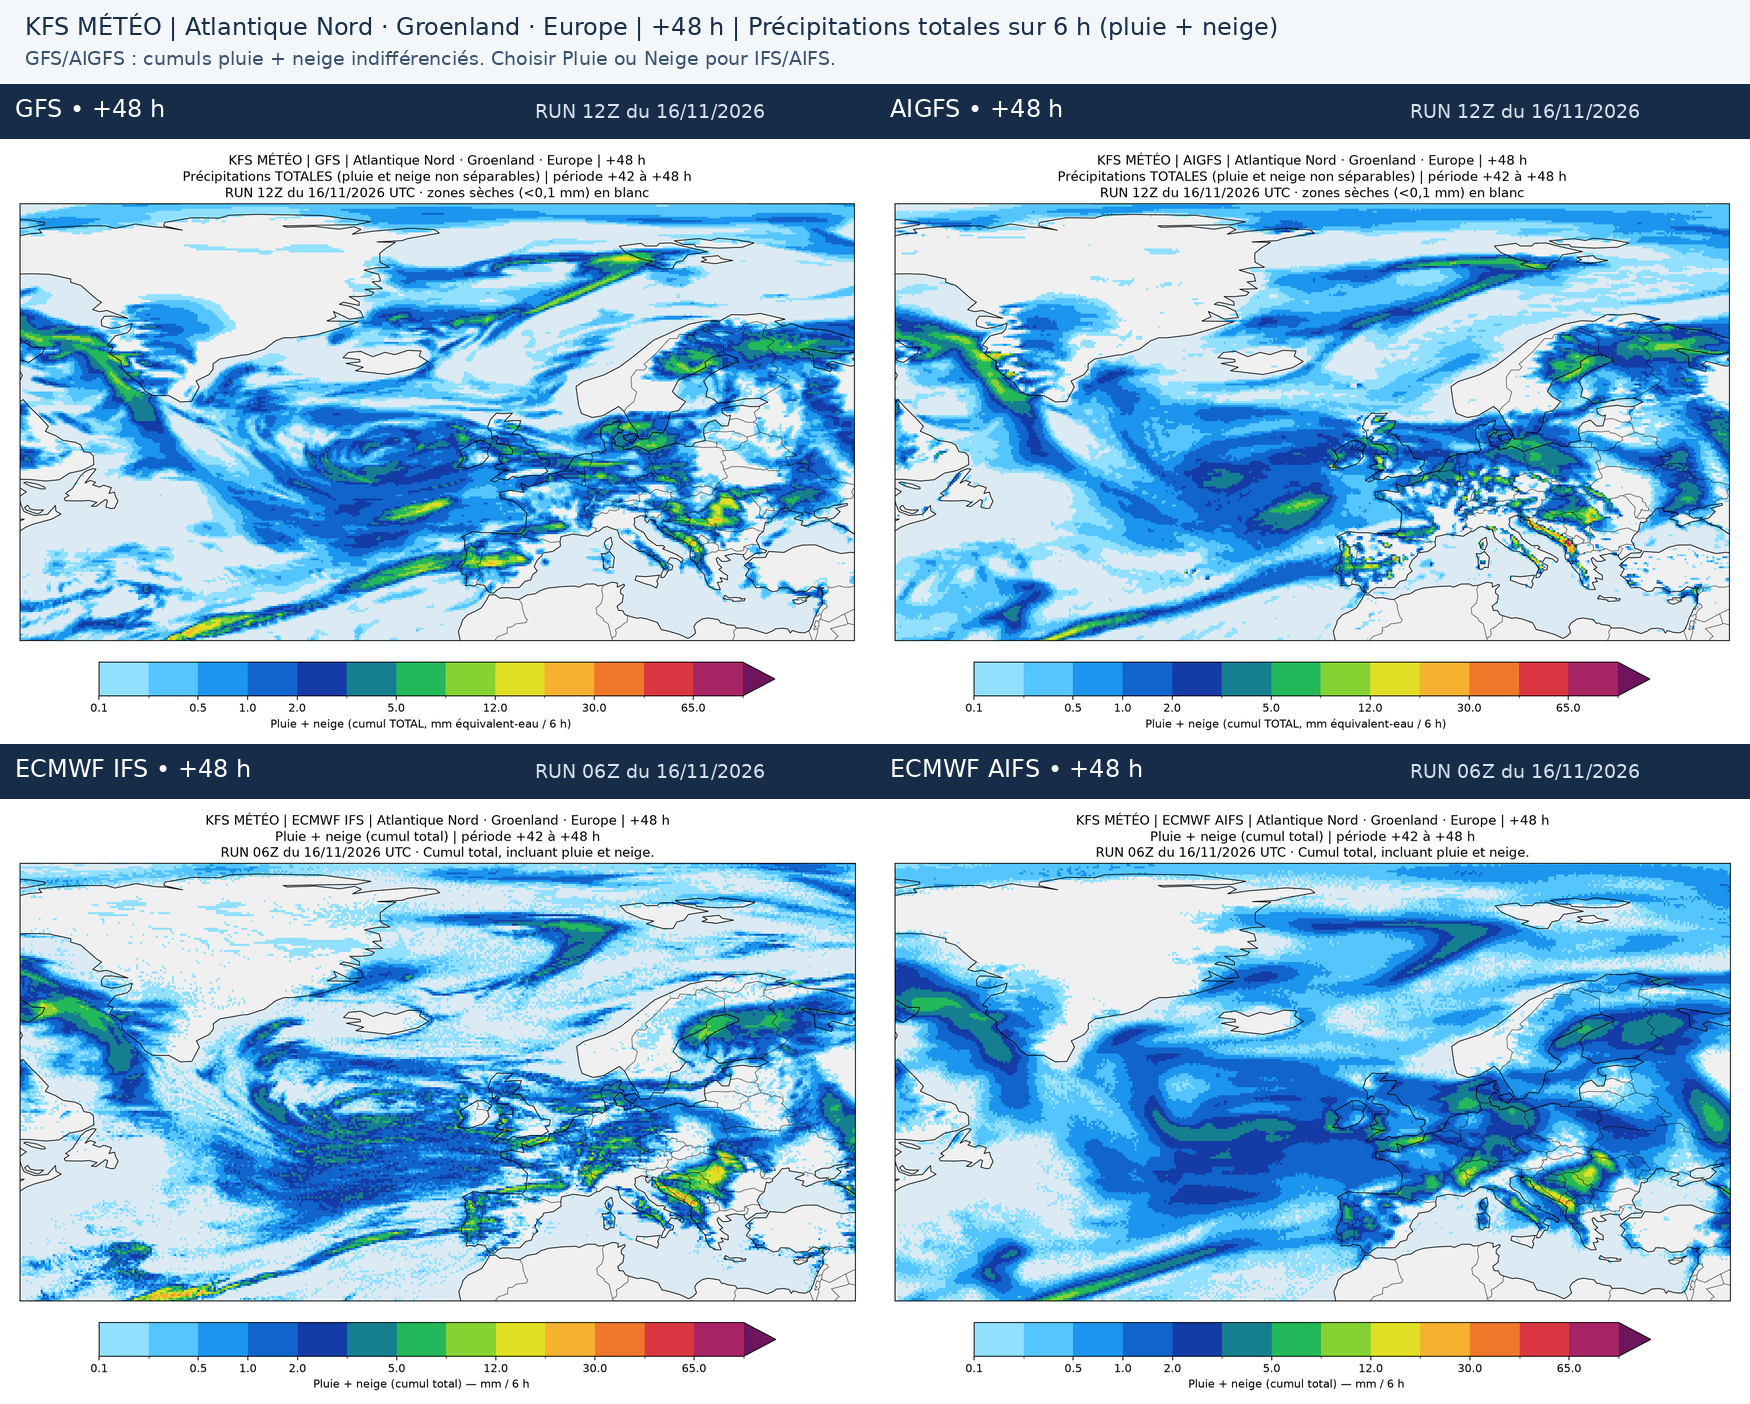 KFS MÉTÉO | Atlantique Nord · Groenland · Europe | +48 h | Précipitations totales sur 6 h (pluie + neige)
GFS/AIGFS : cumuls pluie + neige indifférenciés. Choisir Pluie ou Neige pour IFS/AIFS.
GFS • +48 h RUN 12Z du 16/11/2026
KFS MÉTÉO | GFS | Atlantique Nord · Groenland · Europe | +48 h
Précipitations TOTALES (pluie et neige non séparables) | période +42 à +48 h
RUN 12Z du 16/11/2026 UTC · zones sèches (<0,1 mm) en blanc
0.1 0.5 1.0 2.0 5.0 12.0 30.0 65.0
Pluie + neige (cumul TOTAL, mm équivalent-eau / 6 h)
AIGFS • +48 h RUN 12Z du 16/11/2026
KFS MÉTÉO | AIGFS | Atlantique Nord · Groenland · Europe | +48 h
Précipitations TOTALES (pluie et neige non séparables) | période +42 à +48 h
RUN 12Z du 16/11/2026 UTC · zones sèches (<0,1 mm) en blanc
0.1 0.5 1.0 2.0 5.0 12.0 30.0 65.0
Pluie + neige (cumul TOTAL, mm équivalent-eau / 6 h)
ECMWF IFS • +48 h RUN 06Z du 16/11/2026
KFS MÉTÉO | ECMWF IFS | Atlantique Nord · Groenland · Europe | +48 h
Pluie + neige (cumul total) | période +42 à +48 h
RUN 06Z du 16/11/2026 UTC · Cumul total, incluant pluie et neige.
0.1 0.5 1.0 2.0 5.0 12.0 30.0 65.0
Pluie + neige (cumul total) — mm / 6 h
ECMWF AIFS • +48 h RUN 06Z du 16/11/2026
KFS MÉTÉO | ECMWF AIFS | Atlantique Nord · Groenland · Europe | +48 h
Pluie + neige (cumul total) | période +42 à +48 h
RUN 06Z du 16/11/2026 UTC · Cumul total, incluant pluie et neige.
0.1 0.5 1.0 2.0 5.0 12.0 30.0 65.0
Pluie + neige (cumul total) — mm / 6 h